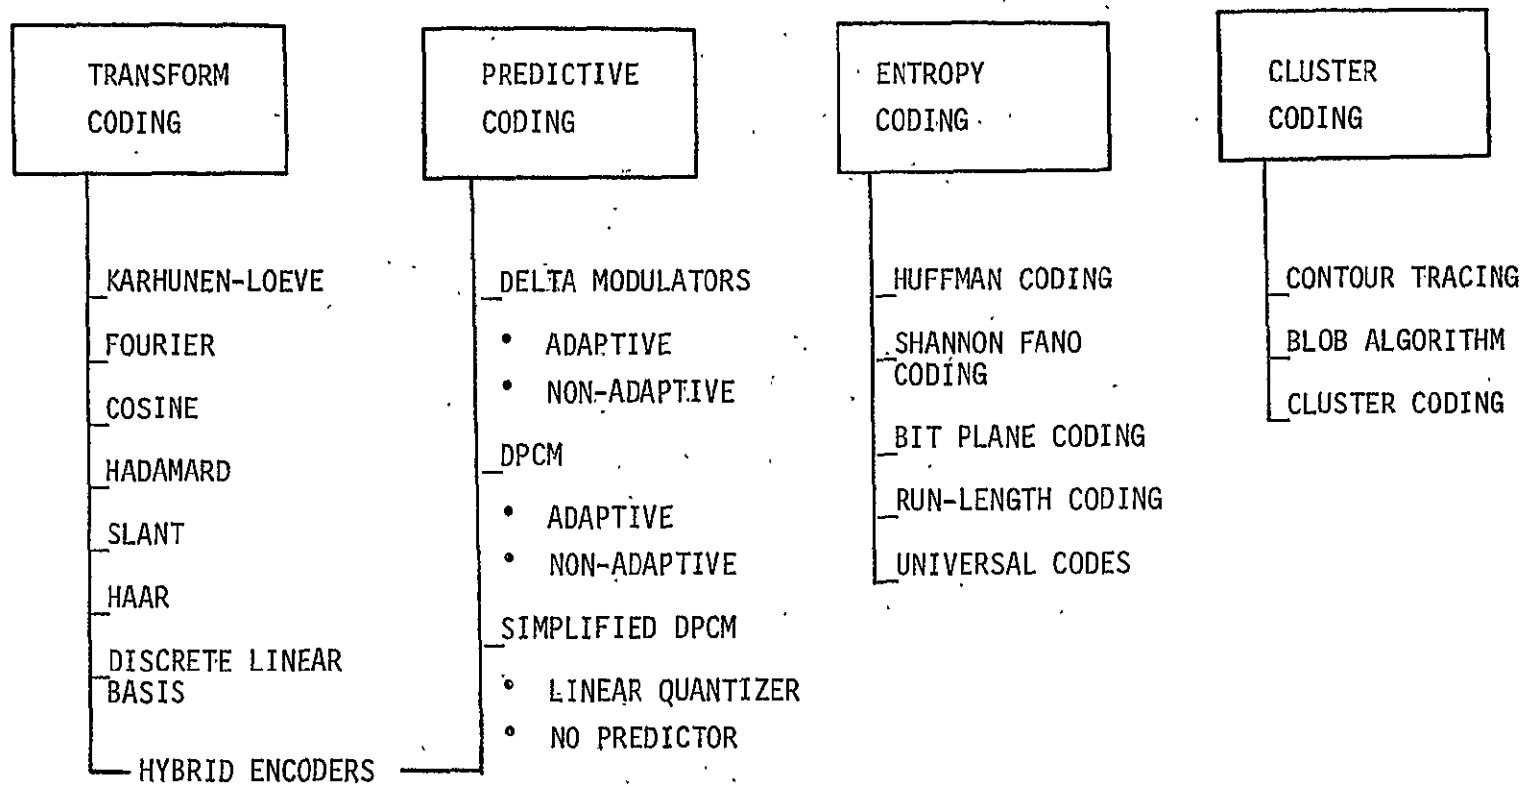 TRANSFORM
CODING
KARHUNEN-LOEVE
FOURIER
COSINE
HADAMARD
SLANT
HAAR
DISCRETE LINEAR
BASIS
HYBRID ENCODERS
PREDICTIVE
CODING
DELTA MODULATORS
• ADAPTIVE
• NON-ADAPTIVE
DPCM
• ADAPTIVE
• NON-ADAPTIVE
SIMPLIFIED DPCM
• LINEAR QUANTIZER
• NO PREDICTOR
ENTROPY
CODING
HUFFMAN CODING
SHANNON FANO
CODING
BIT PLANE CODING
RUN-LENGTH CODING
UNIVERSAL CODES
CLUSTER
CODING
CONTOUR TRACING
BLOB ALGORITHM
CLUSTER CODING